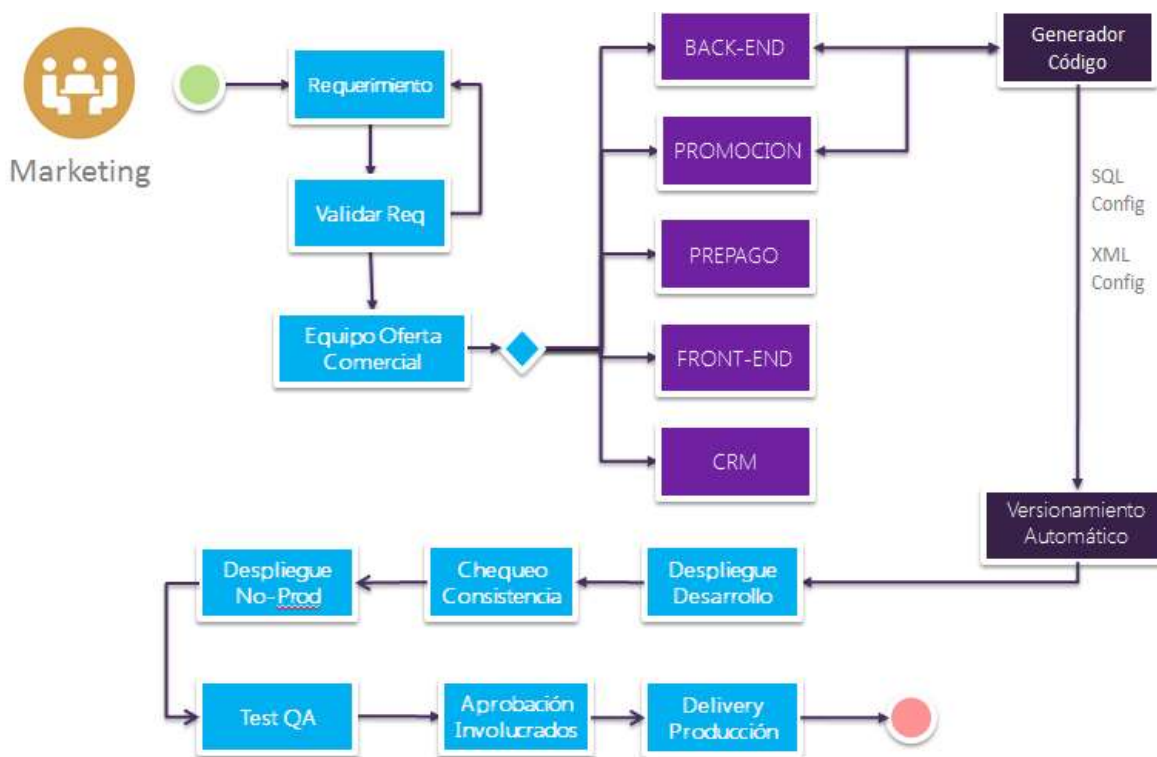 Marketing
Requerimiento
Validar Req
Equipo Oferta
Comercial
BACK-END
PROMOCION
PREPAGO
FRONT-END
CRM
Generador
Código
SQL
Config
XML
Config
Versionamiento
Automático
Despliegue
Desarrollo
Chequeo
Consistencia
Despliegue
No-Prod
Test QA
Aprobación
Involucrados
Delivery
Producción